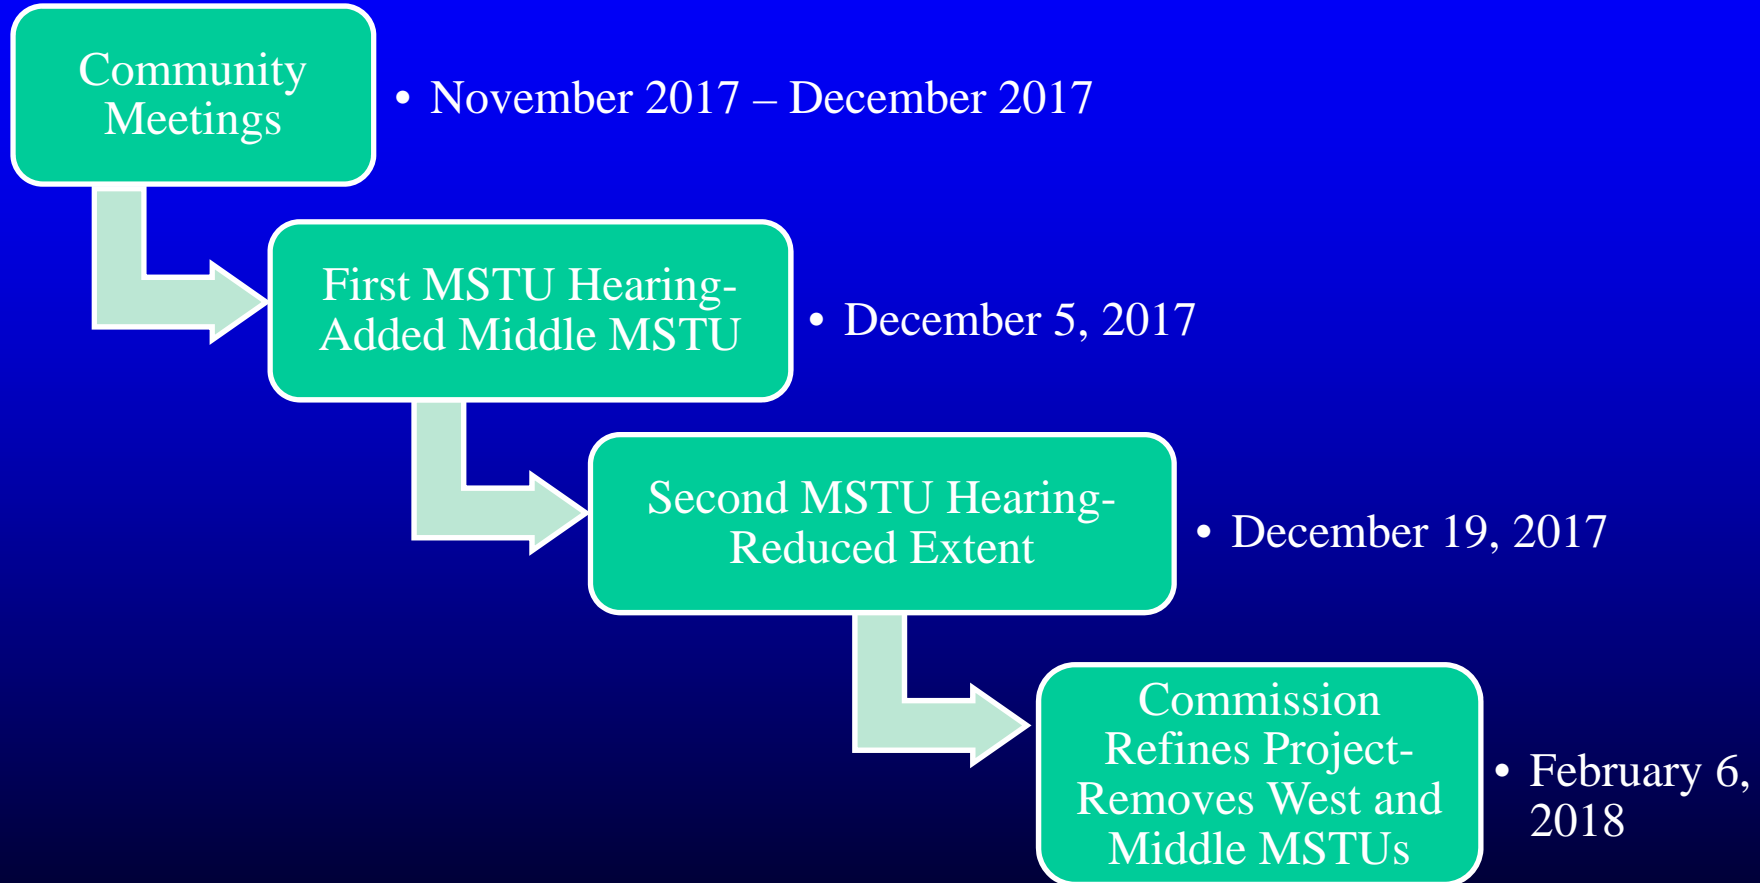 Community
Meetings
• November 2017 – December 2017
First MSTU Hearing-
Added Middle MSTU
• December 5, 2017
Second MSTU Hearing-
Reduced Extent
• December 19, 2017
Commission
Refines Project-
Removes West and
Middle MSTUs
• February 6,
2018